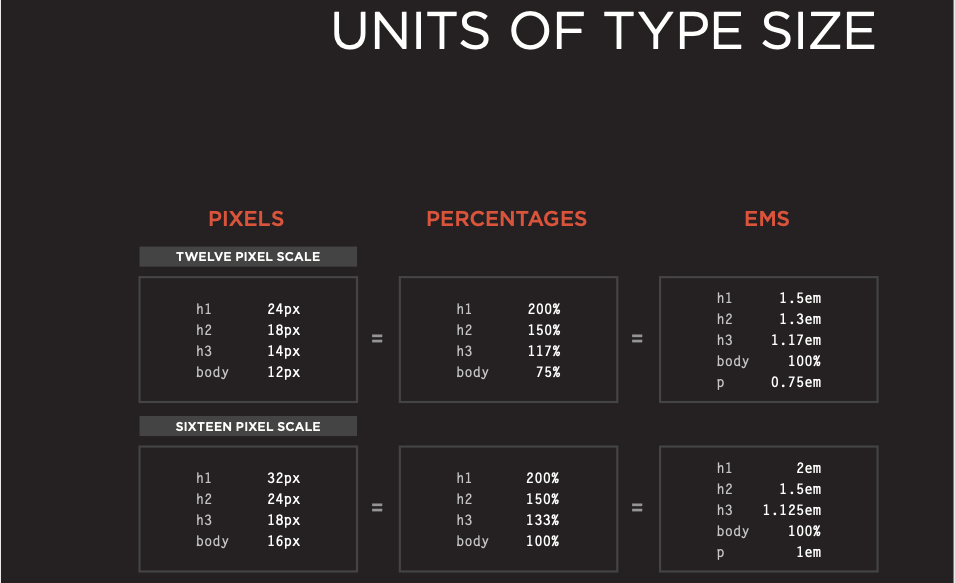 UNITS OF TYPE SIZE
PIXELS
PERCENTAGES
EMS
TWELVE PIXEL SCALE
h1 24px
h2 18px
h3 14px
body 12px
=
h1 200%
h2 150%
h3 117%
body 75%
=
h1 1.5em
h2 1.3em
h3 1.17em
body 100%
p 0.75em
SIXTEEN PIXEL SCALE
h1 32px
h2 24px
h3 18px
body 16px
=
h1 200%
h2 150%
h3 133%
body 100%
=
h1 2em
h2 1.5em
h3 1.125em
body 100%
p 1em